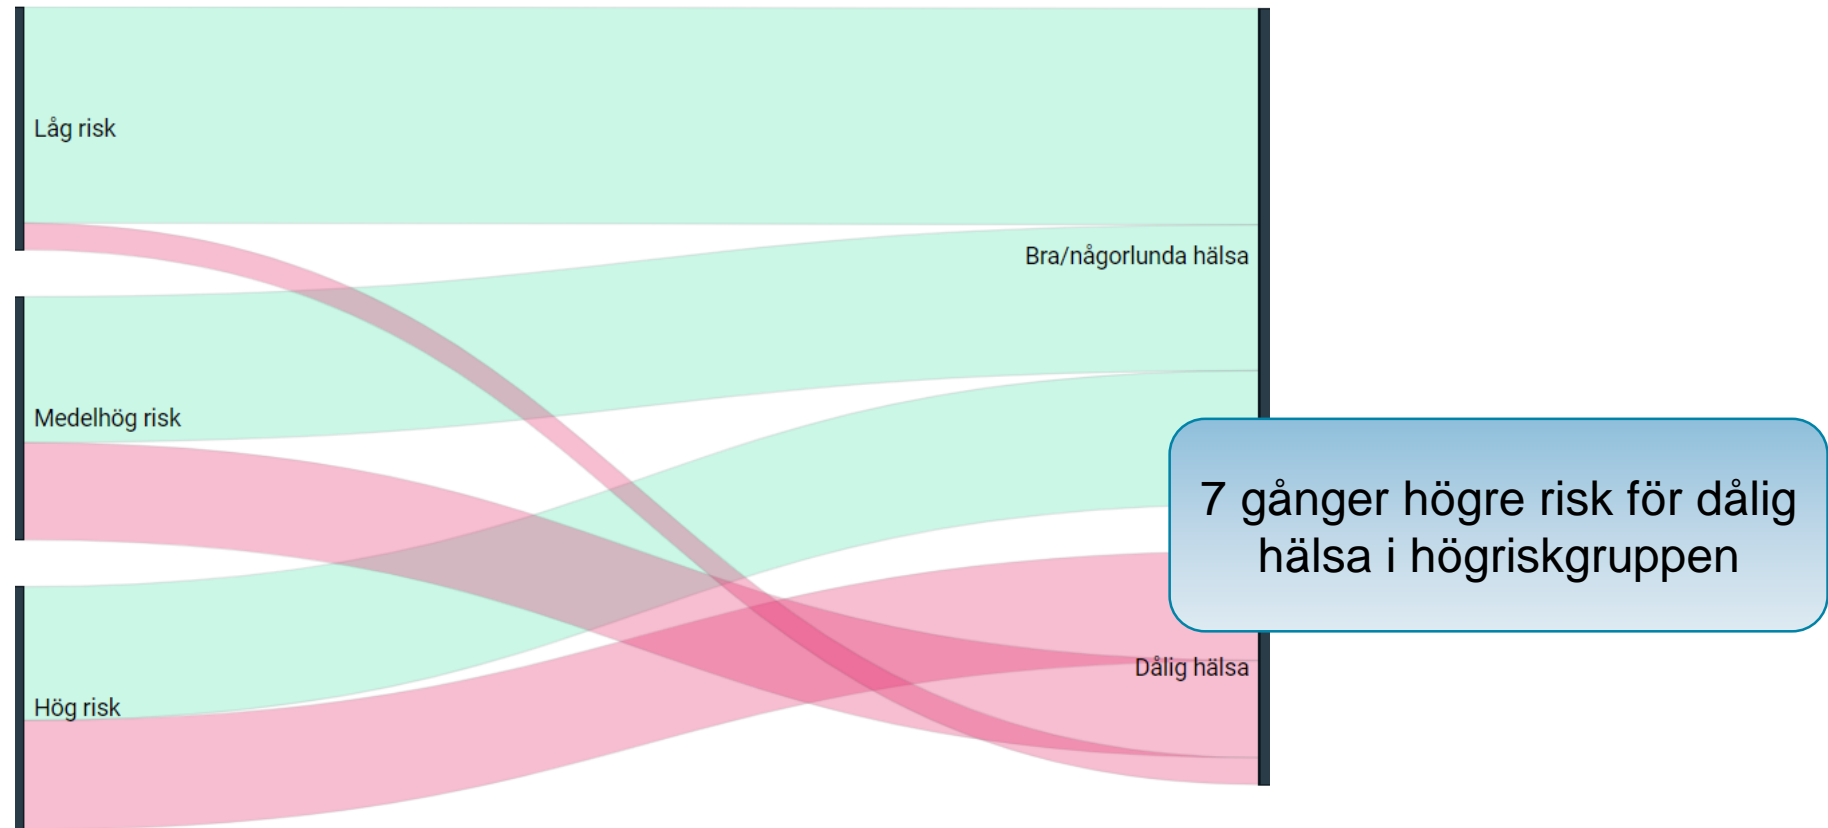 Låg risk
Bra/någorlunda hälsa
Medelhög risk
7 gånger högre risk för dålig
hälsa i högriskgruppen
Dålig hälsa
Hög risk